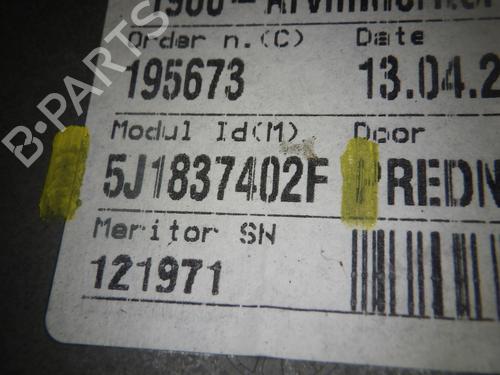 Order n.(C) Date
195673 13.04.2
Modul Id(M) Door
5J1837402F PREDN
Meritor SN
121971
B-PARTS